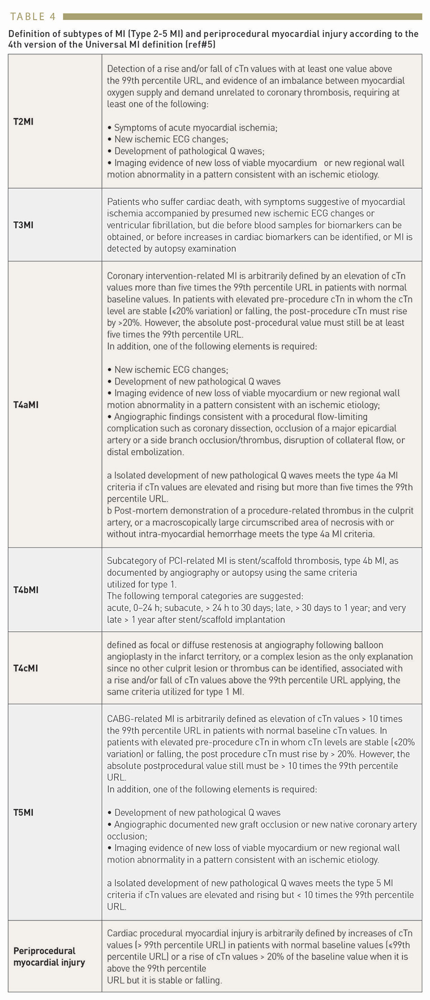 TABLE 4
Definition of subtypes of MI (Type 2-5 MI) and periprocedural myocardial injury according to the
4th version of the Universal MI definition (ref#5)
T2MI
Detection of a rise and/or fall of cTn values with at least one value above
the 99th percentile URL, and evidence of an imbalance between myocardial
oxygen supply and demand unrelated to coronary thrombosis, requiring at
least one of the following:
• Symptoms of acute myocardial ischemia;
• New ischemic ECG changes;
• Development of pathological Q waves;
• Imaging evidence of new loss of viable myocardium or new regional wall
motion abnormality in a pattern consistent with an ischemic etiology.
T3MI
Patients who suffer cardiac death, with symptoms suggestive of myocardial
ischemia accompanied by presumed new ischemic ECG changes or
ventricular fibrillation, but die before blood samples for biomarkers can be
obtained, or before increases in cardiac biomarkers can be identified, or MI is
detected by autopsy examination
T4aMI
Coronary intervention-related MI is arbitrarily defined by an elevation of cTn
values more than five times the 99th percentile URL in patients with normal
baseline values. In patients with elevated pre-procedure cTn in whom the cTn
level are stable (≤20% variation) or falling, the post-procedure cTn must rise
by >20%. However, the absolute post-procedural value must still be at least
five times the 99th percentile URL.
In addition, one of the following elements is required:
• New ischemic ECG changes;
• Development of new pathological Q waves
• Imaging evidence of new loss of viable myocardium or new regional wall
motion abnormality in a pattern consistent with an ischemic etiology;
• Angiographic findings consistent with a procedural flow-limiting
complication such as coronary dissection, occlusion of a major epicardial
artery or a side branch occlusion/thrombus, disruption of collateral flow, or
distal embolization.
a Isolated development of new pathological Q waves meets the type 4a MI
criteria if cTn values are elevated and rising but more than five times the 99th
percentile URL.
b Post-mortem demonstration of a procedure-related thrombus in the culprit
artery, or a macroscopically large circumscribed area of necrosis with or
without intra-myocardial hemorrhage meets the type 4a MI criteria.
T4bMI
Subcategory of PCI-related MI is stent/scaffold thrombosis, type 4b MI, as
documented by angiography or autopsy using the same criteria
utilized for type 1.
The following temporal categories are suggested:
acute, 0–24 h; subacute, > 24 h to 30 days; late, > 30 days to 1 year; and very
late > 1 year after stent/scaffold implantation
T4cMI
defined as focal or diffuse restenosis at angiography following balloon
angioplasty in the infarct territory, or a complex lesion as the only explanation
since no other culprit lesion or thrombus can be identified, associated with
a rise and/or fall of cTn values above the 99th percentile URL applying, the
same criteria utilized for type 1 MI.
T5MI
CABG-related MI is arbitrarily defined as elevation of cTn values > 10 times
the 99th percentile URL in patients with normal baseline cTn values. In
patients with elevated pre-procedure cTn in whom cTn levels are stable (≤20%
variation) or falling, the post procedure cTn must rise by > 20%. However, the
absolute postprocedural value still must be > 10 times the 99th percentile
URL.
In addition, one of the following elements is required:
• Development of new pathological Q waves
• Angiographic documented new graft occlusion or new native coronary artery
occlusion;
• Imaging evidence of new loss of viable myocardium or new regional wall
motion abnormality in a pattern consistent with an ischemic etiology.
a Isolated development of new pathological Q waves meets the type 5 MI
criteria if cTn values are elevated and rising but < 10 times the 99th percentile
URL.
Periprocedural
myocardial injury
Cardiac procedural myocardial injury is arbitrarily defined by increases of cTn
values (> 99th percentile URL) in patients with normal baseline values (≤99th
percentile URL) or a rise of cTn values > 20% of the baseline value when it is
above the 99th percentile
URL but it is stable or falling.